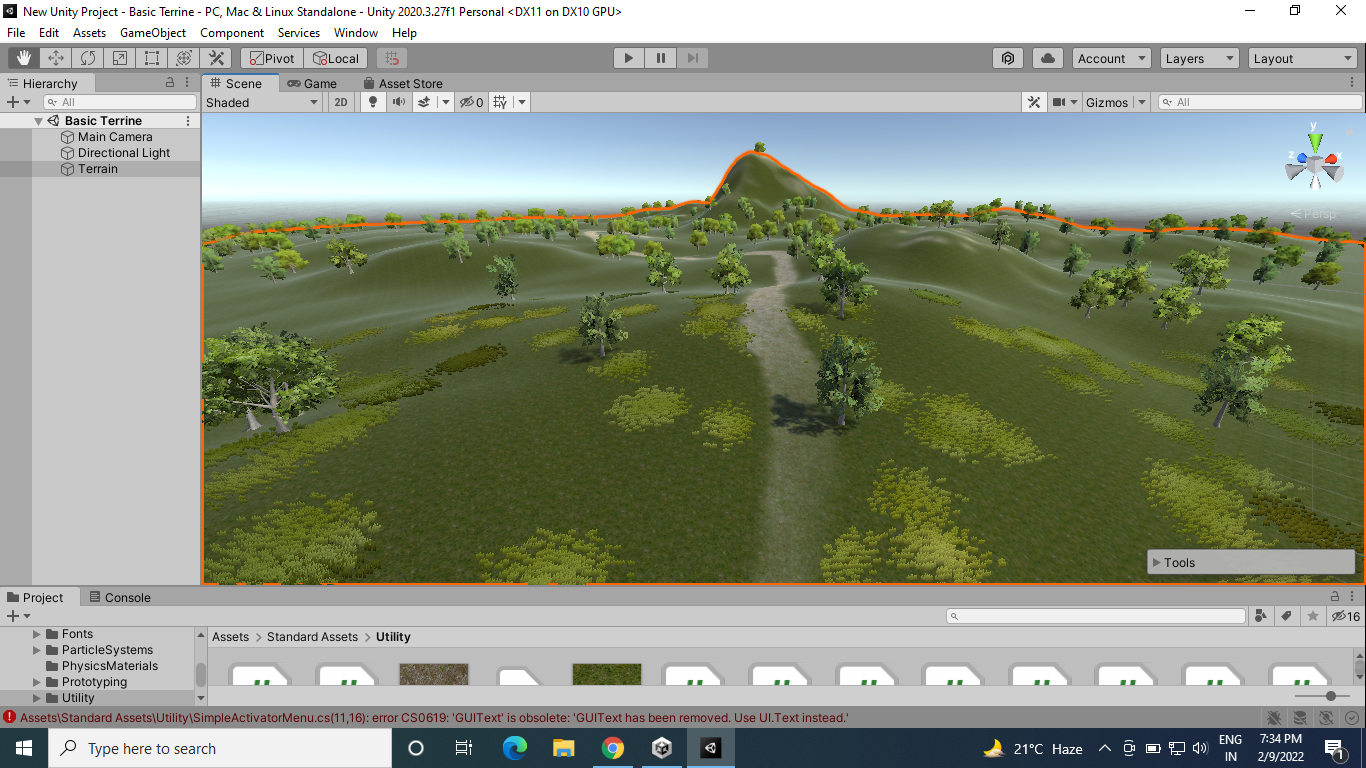 New Unity Project - Basic Terrine - PC, Mac & Linux Standalone - Unity 2020.3.27f1 Personal <DX11 on DX10 GPU>
File Edit Assets GameObject Component Services Window Help
Pivot Local Account Layers Layout
Hierarchy
All
Basic Terrine
Main Camera
Directional Light
Terrain
Scene Game Asset Store
Shaded 2D 0 Gizmos All
y
z x
Persp
Tools
Project Console
16
Fonts
ParticleSystems
PhysicsMaterials
Prototyping
Utility
Assets > Standard Assets > Utility
Assets\Standard Assets\Utility\SimpleActivatorMenu.cs(11,16): error CS0619: 'GUIText' is obsolete: 'GUIText has been removed. Use UI.Text instead.'
Type here to search
21°C Haze
ENG
IN
7:34 PM
2/9/2022
1